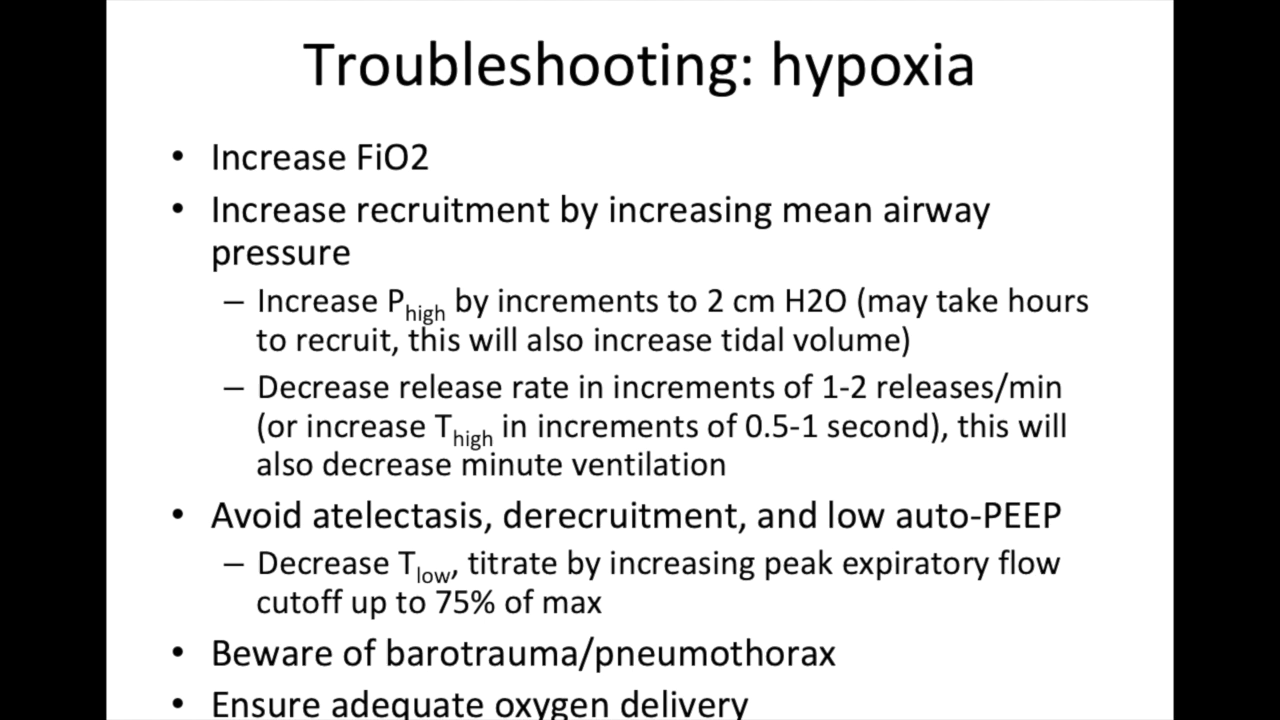 Troubleshooting: hypoxia
• Increase FiO2
• Increase recruitment by increasing mean airway
pressure
– Increase Phigh by increments to 2 cm H2O (may take hours
to recruit, this will also increase tidal volume)
– Decrease release rate in increments of 1-2 releases/min
(or increase Thigh in increments of 0.5-1 second), this will
also decrease minute ventilation
• Avoid atelectasis, derecruitment, and low auto-PEEP
– Decrease Tlow, titrate by increasing peak expiratory flow
cutoff up to 75% of max
• Beware of barotrauma/pneumothorax
• Ensure adequate oxygen delivery